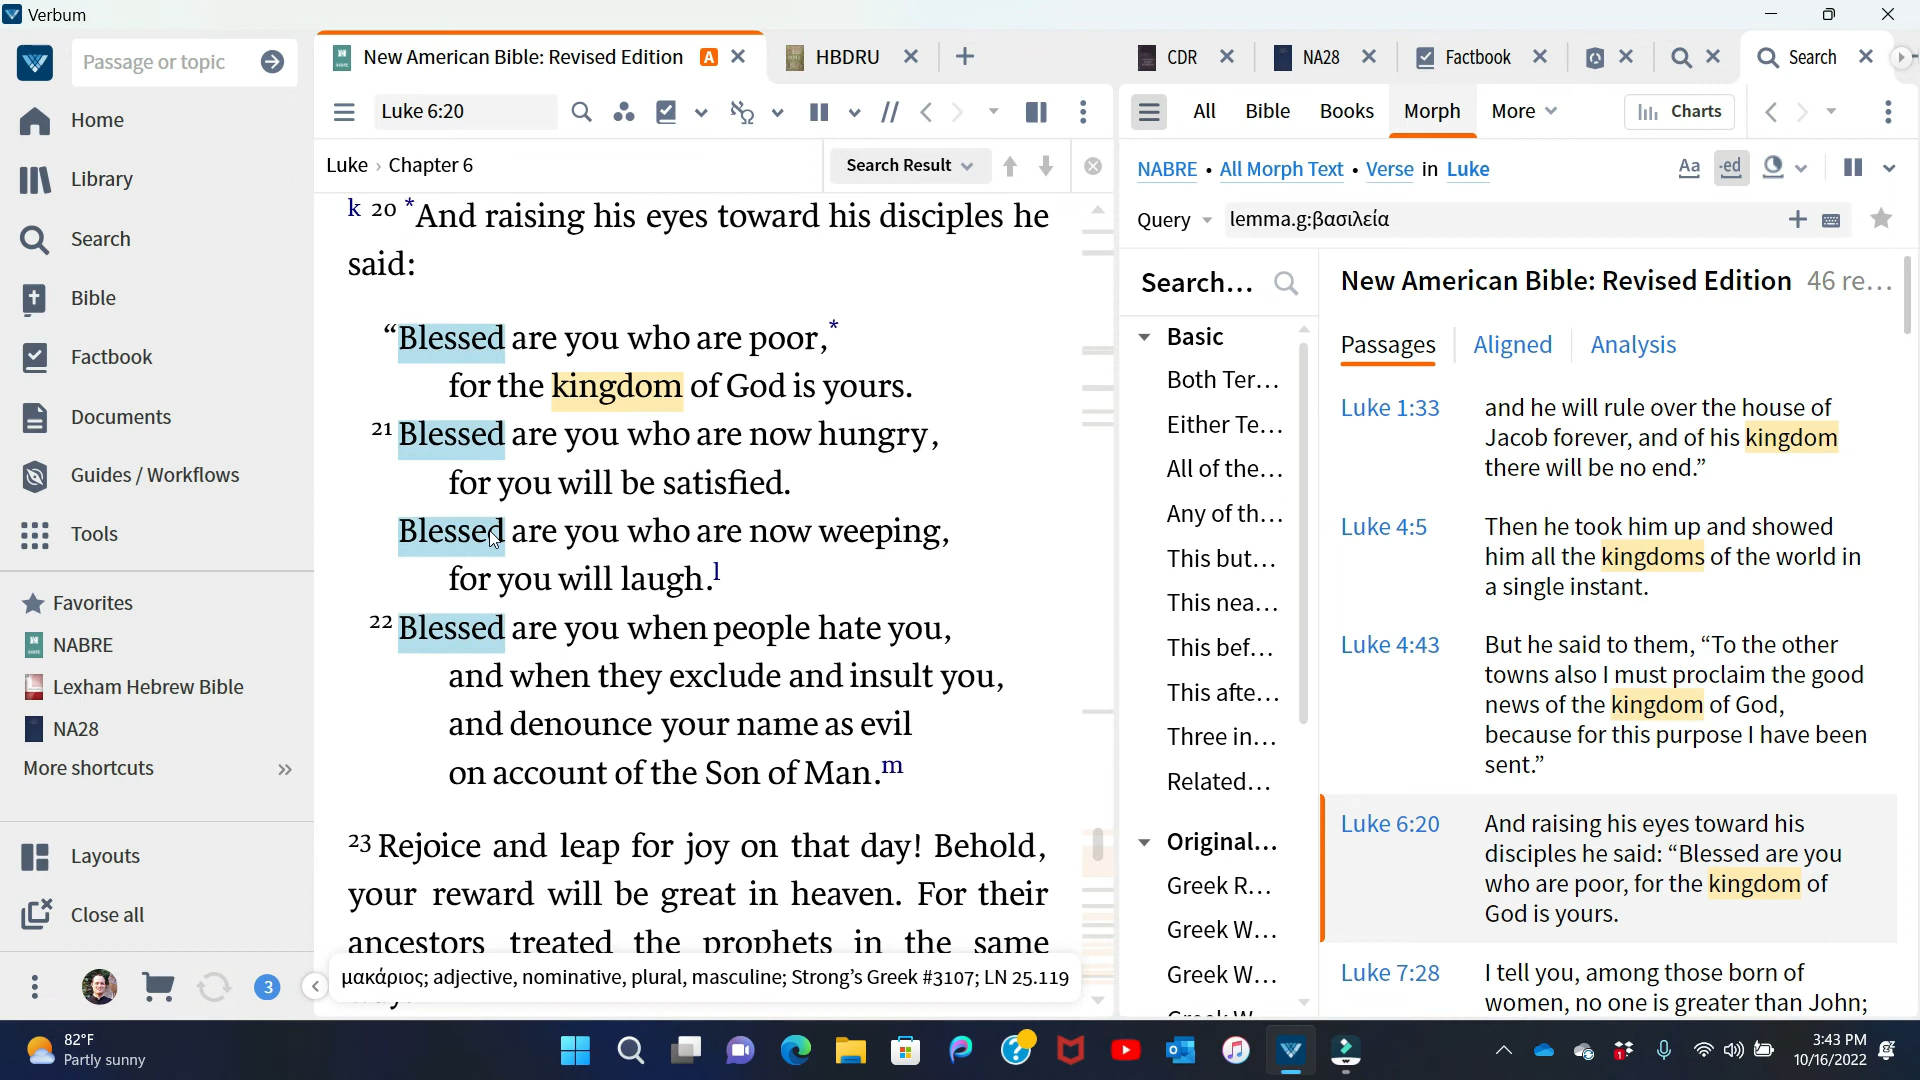 Verbum
Passage or topic
Home
Library
Search
Bible
Factbook
Documents
Guides / Workflows
Tools
Favorites
NABRE
Lexham Hebrew Bible
NA28
More shortcuts
Layouts
Close all
3
New American Bible: Revised Edition A
HBDRU
Luke 6:20
Luke › Chapter 6
Search Result
k 20 *And raising his eyes toward his disciples he
said:
“Blessed are you who are poor,*
for the kingdom of God is yours.
21 Blessed are you who are now hungry,
for you will be satisfied.
Blessed are you who are now weeping,
for you will laugh.l
22 Blessed are you when people hate you,
and when they exclude and insult you,
and denounce your name as evil
on account of the Son of Man.m
23 Rejoice and leap for joy on that day! Behold,
your reward will be great in heaven. For their
ancestors treated the prophets in the same
μακάριος; adjective, nominative, plural, masculine; Strong’s Greek #3107; LN 25.119
CDR
NA28
Factbook
Search
All
Bible
Books
Morph
More
Charts
NABRE • All Morph Text • Verse in Luke
Aa
-ed
Query
lemma.g:βασιλεία
Search...
Basic
Both Ter...
Either Te...
All of the...
Any of th...
This but...
This nea...
This bef...
This afte...
Three in...
Related...
Original...
Greek R...
Greek W...
Greek W...
Greek W...
New American Bible: Revised Edition 46 re...
Passages
Aligned
Analysis
Luke 1:33
and he will rule over the house of
Jacob forever, and of his kingdom
there will be no end.”
Luke 4:5
Then he took him up and showed
him all the kingdoms of the world in
a single instant.
Luke 4:43
But he said to them, “To the other
towns also I must proclaim the good
news of the kingdom of God,
because for this purpose I have been
sent.”
Luke 6:20
And raising his eyes toward his
disciples he said: “Blessed are you
who are poor, for the kingdom of
God is yours.
Luke 7:28
I tell you, among those born of
women, no one is greater than John;
82°F
Partly sunny
1
3:43 PM
10/16/2022